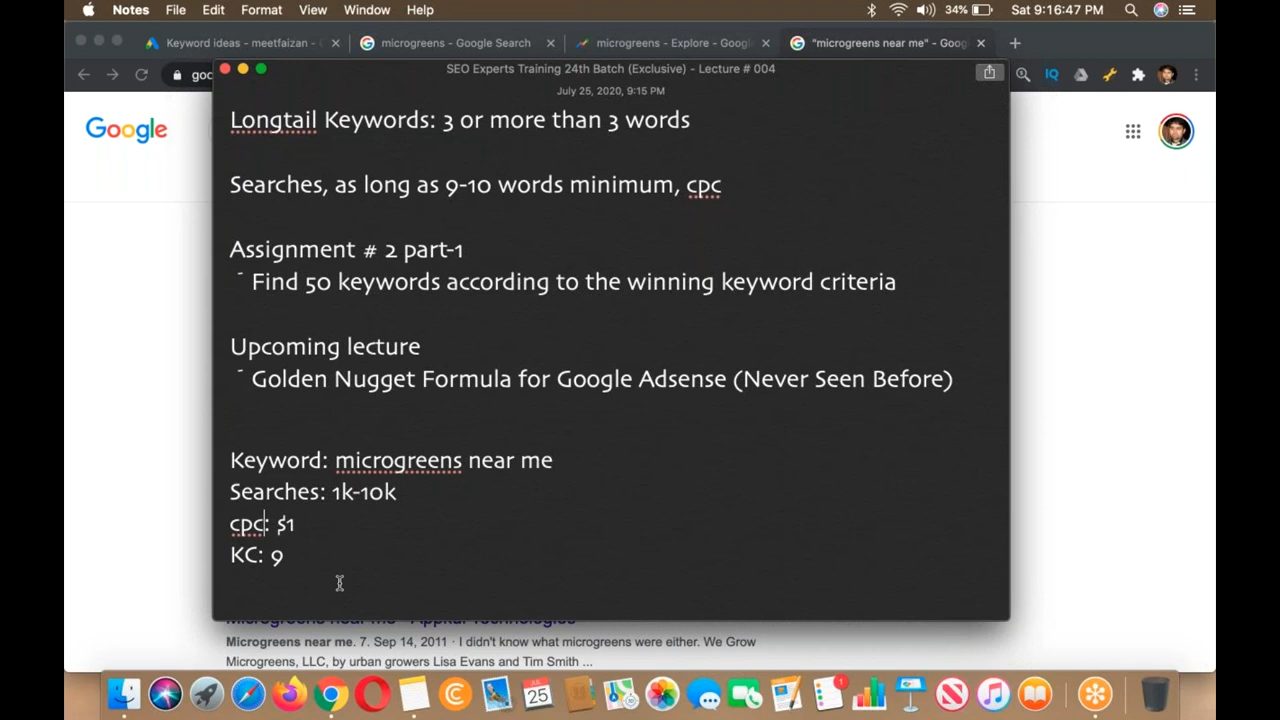 Notes File Edit Format View Window Help 34% Sat 9:16:47 PM
Keyword ideas - meetfaizan - microgreens - Google Search microgreens - Explore - Googl "microgreens near me" - Goog
goo
SEO Experts Training 24th Batch (Exclusive) - Lecture # 004
July 25, 2020, 9:15 PM
Google
Longtail Keywords: 3 or more than 3 words
Searches, as long as 9-10 words minimum, cpc
Assignment # 2 part-1
Find 50 keywords according to the winning keyword criteria
Upcoming lecture
Golden Nugget Formula for Google Adsense (Never Seen Before)
Keyword: microgreens near me
Searches: 1k-10k
cpc: $1
KC: 9
Microgreens near me. 7. Sep 14, 2011 · I didn't know what microgreens were either. We Grow
Microgreens, LLC, by urban growers Lisa Evans and Tim Smith ...
JUL
25
1